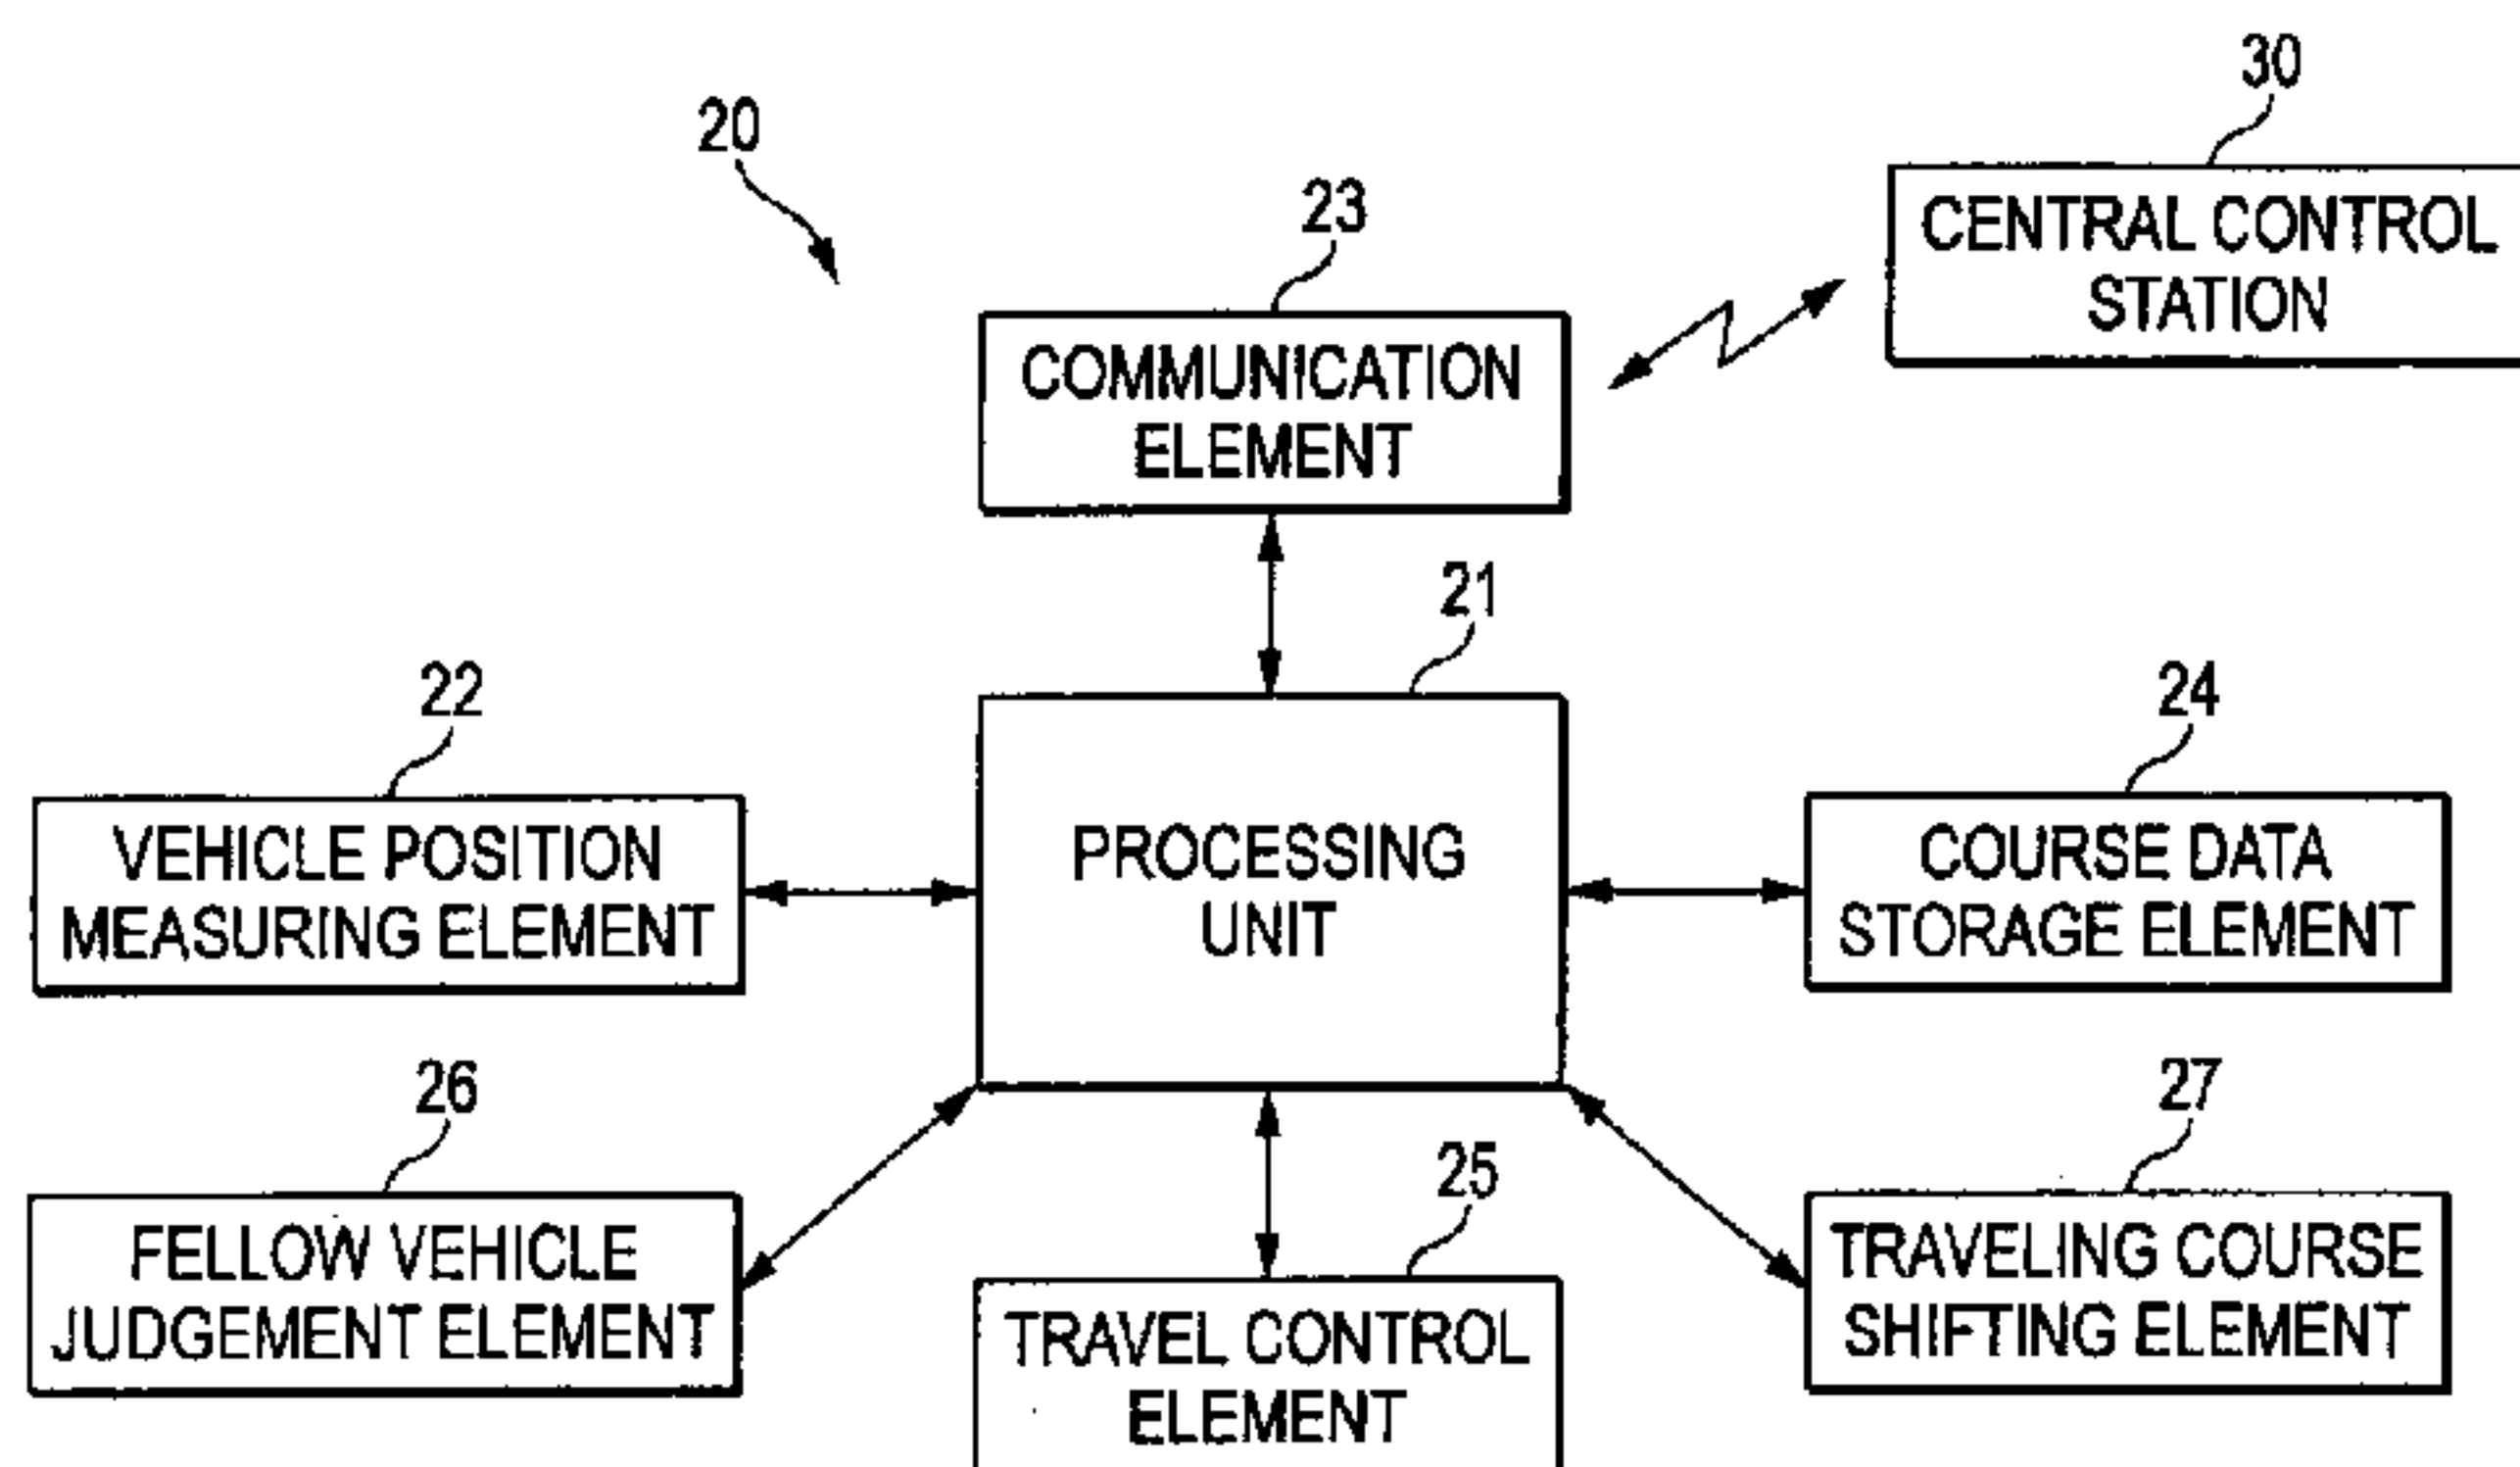 30
20
23
CENTRAL CONTROL
STATION
COMMUNICATION
ELEMENT
21
22
24
VEHICLE POSITION
MEASURING ELEMENT
PROCESSING
UNIT
COURSE DATA
STORAGE ELEMENT
26
25
27
FELLOW VEHICLE
JUDGEMENT ELEMENT
TRAVEL CONTROL
ELEMENT
TRAVELING COURSE
SHIFTING ELEMENT